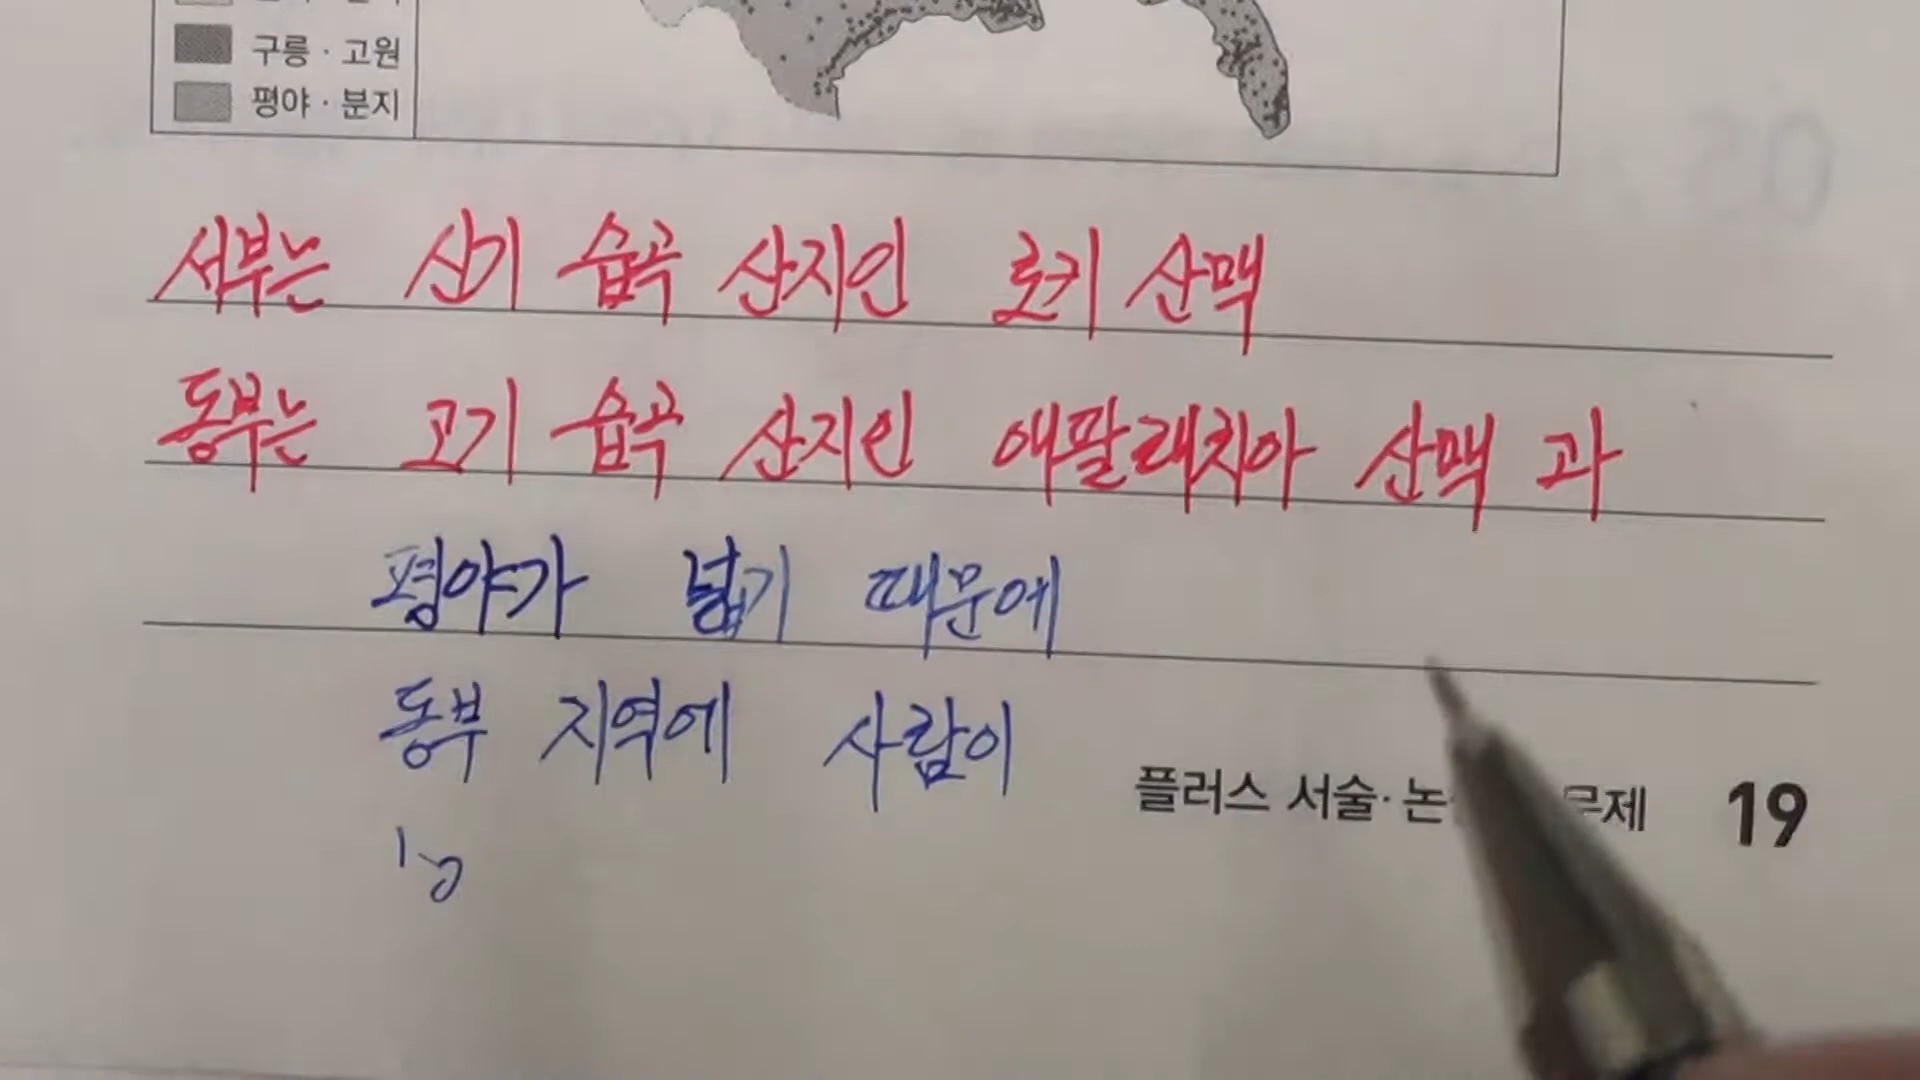 구릉 · 고원
평야 · 분지
서부는 신기 습곡 산지인 로키 산맥
동부는 고기 습곡 산지인 애팔래치아 산맥 과
평야가 넓기 때문에
동부 지역에 사람이
플러스 서술·논 문제 19